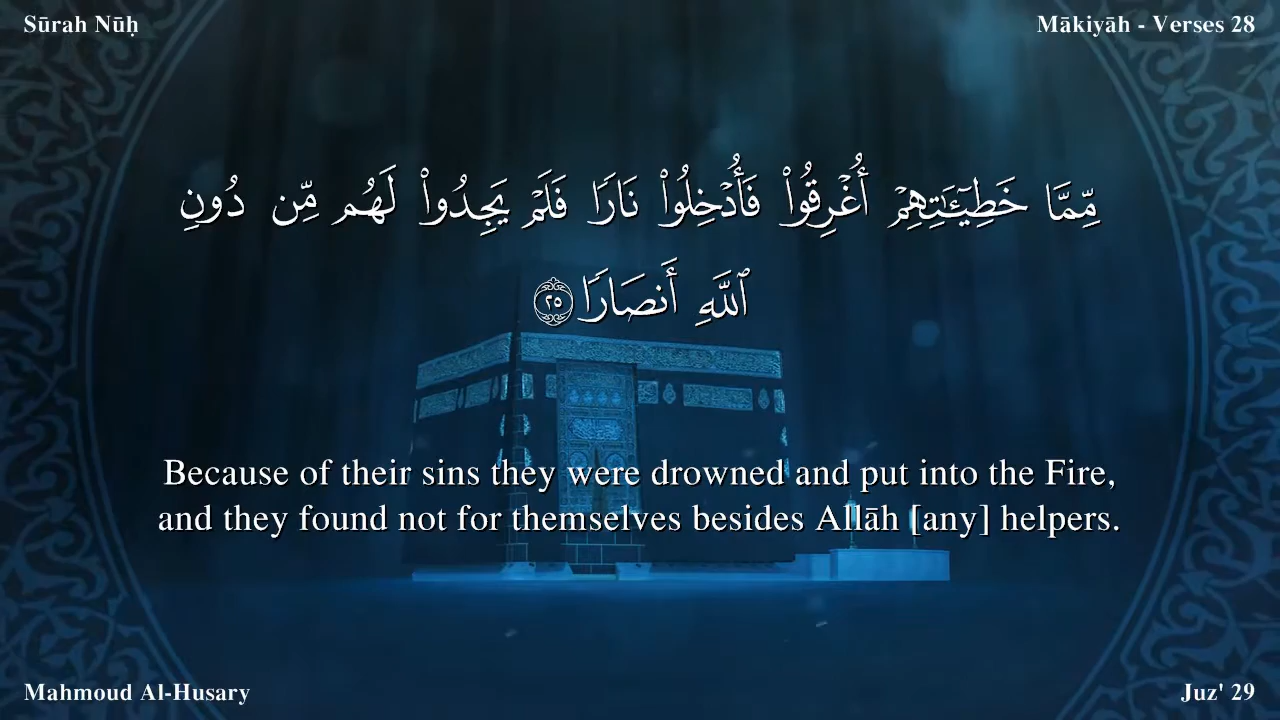 Sūrah Nūḥ
Mākiyāh - Verses 28
مِّمَّا خَطِيٓـَٰٔتِهِمْ أُغْرِقُوا۟ فَأُدْخِلُوا۟ نَارًا فَلَمْ يَجِدُوا۟ لَهُم مِّن دُونِ
ٱللَّهِ أَنصَارًا ٢٥
Because of their sins they were drowned and put into the Fire,
and they found not for themselves besides Allāh [any] helpers.
Mahmoud Al-Husary
Juz' 29